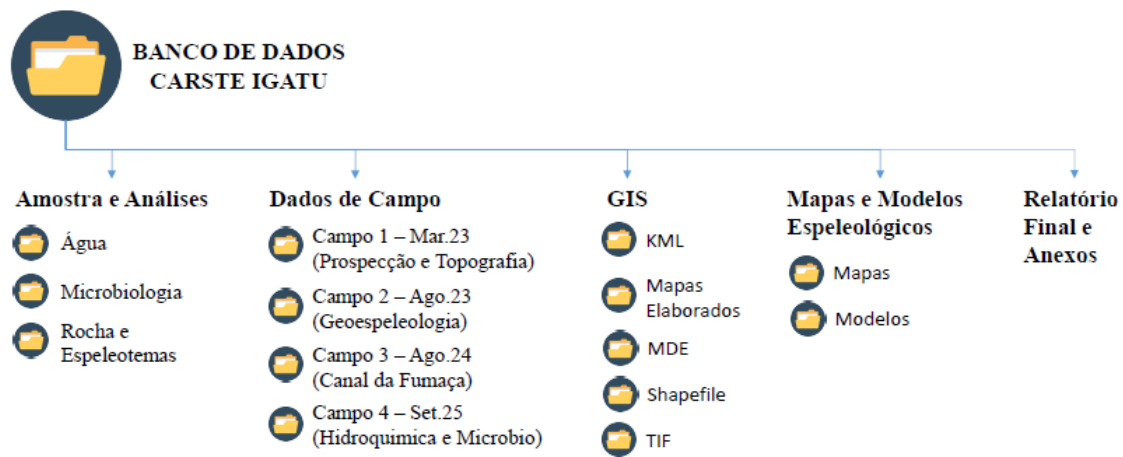 BANCO DE DADOS
CARSTE IGATU
Amostra e Análises
Água
Microbiologia
Rocha e
Espeleotemas
Dados de Campo
Campo 1 – Mar.23
(Prospecção e Topografia)
Campo 2 – Ago.23
(Geoespeleologia)
Campo 3 – Ago.24
(Canal da Fumaça)
Campo 4 – Set.25
(Hidroquimica e Microbio)
GIS
KML
Mapas
Elaborados
MDE
Shapefile
TIF
Mapas e Modelos
Espeleológicos
Mapas
Modelos
Relatório
Final e
Anexos